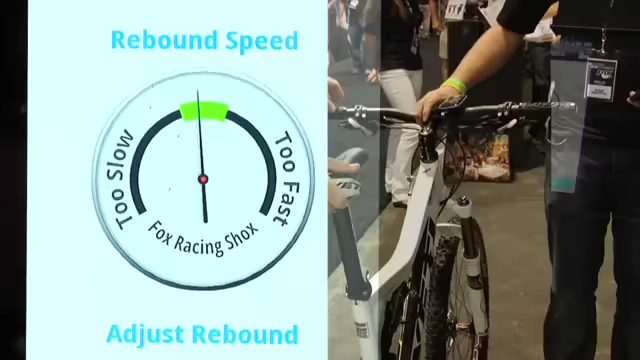 Rebound Speed
Too Slow
Too Fast
Fox Racing Shox
Adjust Rebound